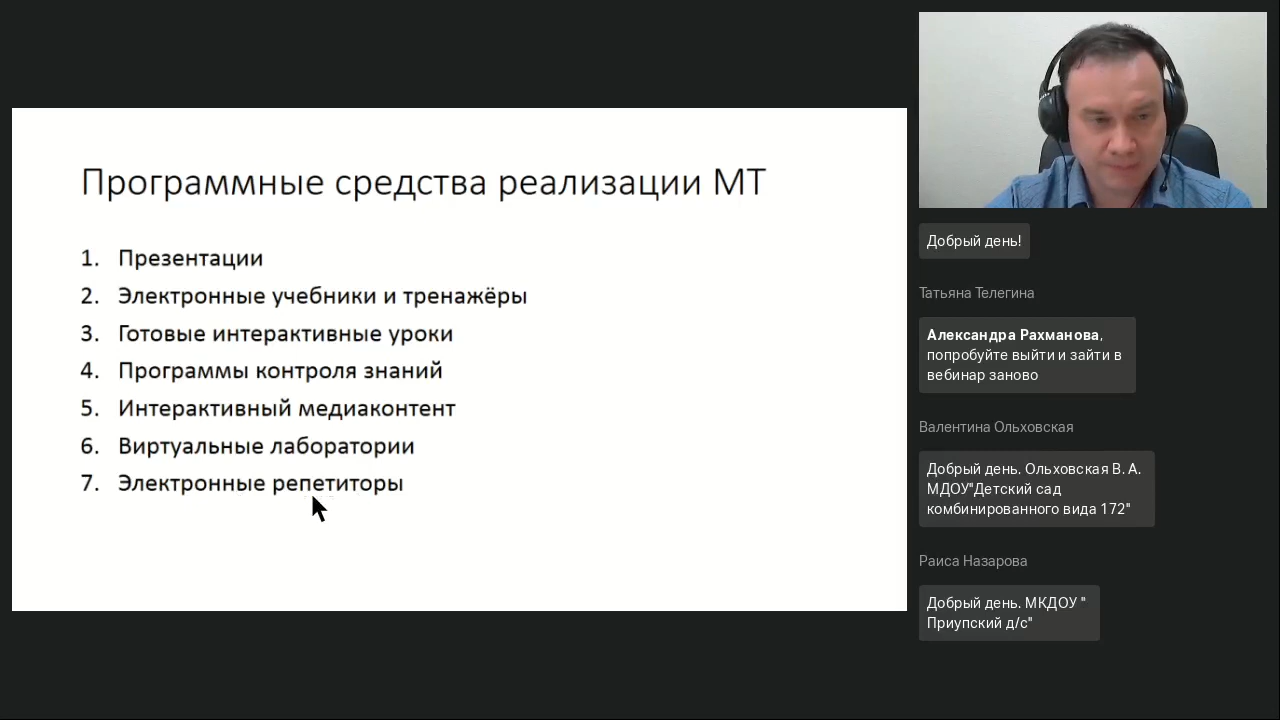 Программные средства реализации МТ
1. Презентации
2. Электронные учебники и тренажёры
3. Готовые интерактивные уроки
4. Программы контроля знаний
5. Интерактивный медиаконтент
6. Виртуальные лаборатории
7. Электронные репетиторы
Добрый день!
Татьяна Телегина
Александра Рахманова,
попробуйте выйти и зайти в
вебинар заново
Валентина Ольховская
Добрый день. Ольховская В. А.
МДОУ"Детский сад
комбинированного вида 172"
Раиса Назарова
Добрый день. МКДОУ "
Приупский д/с"